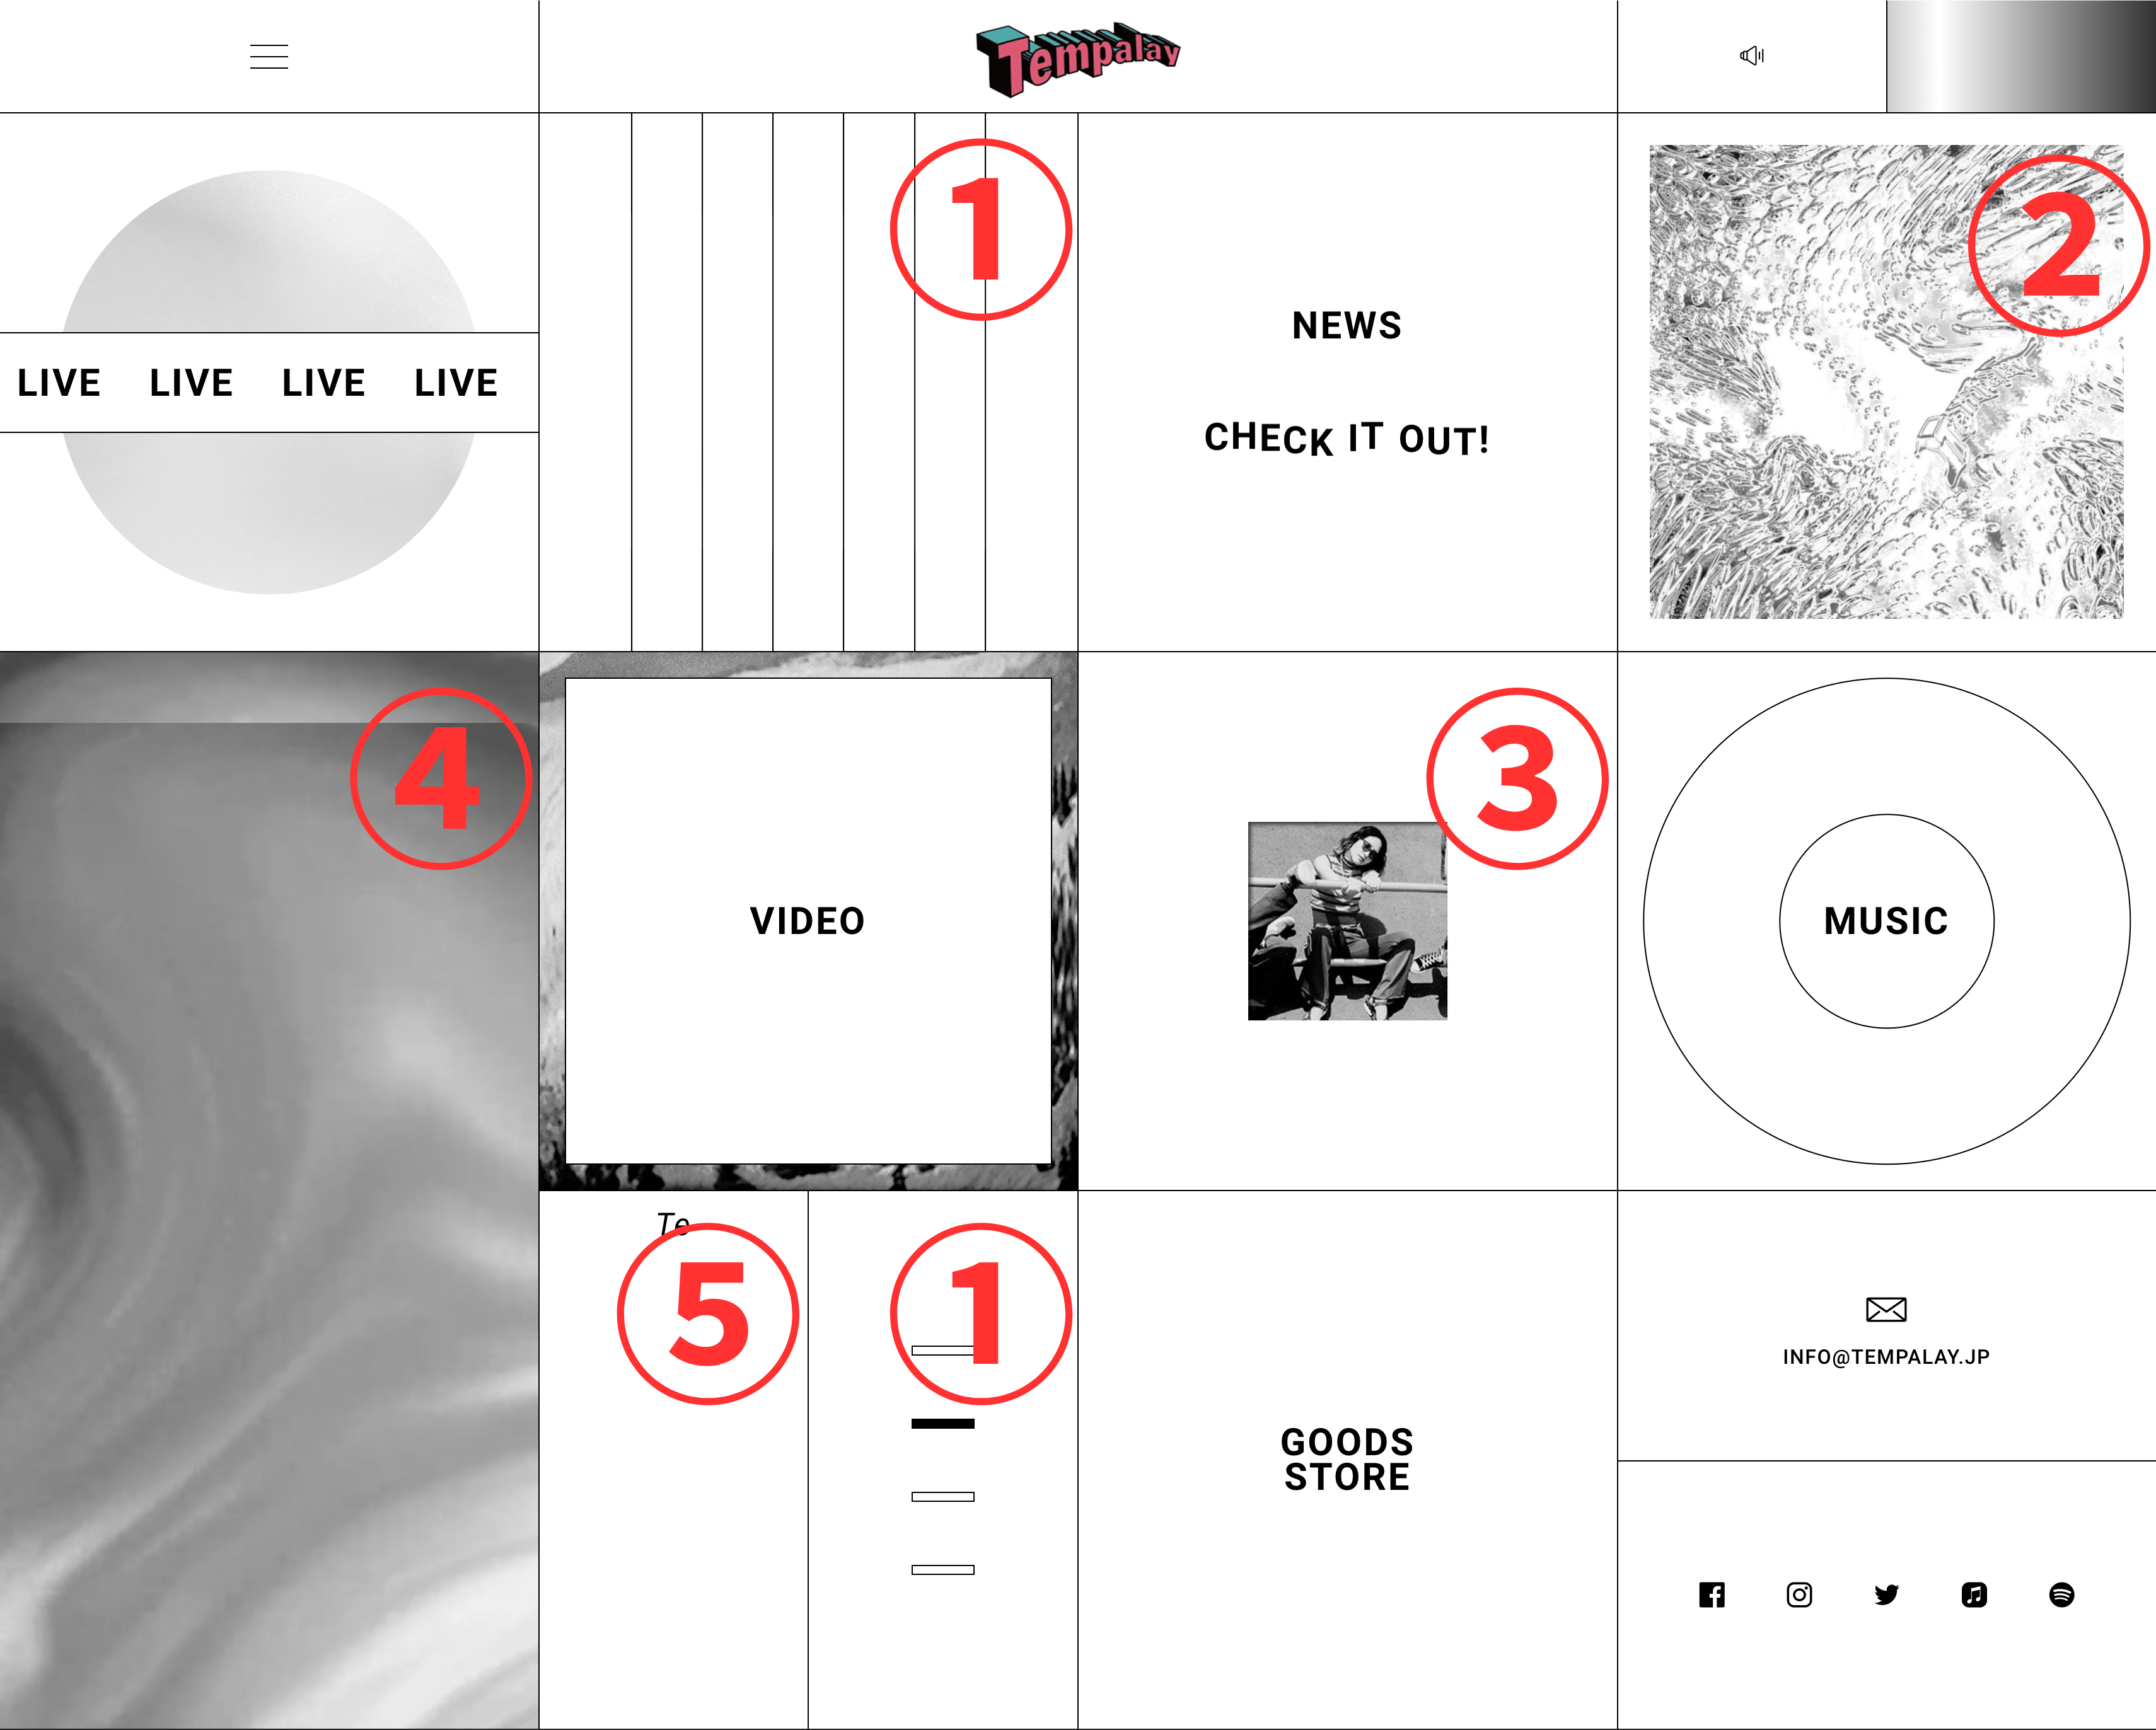 Tempalay
1
2
NEWS
LIVE LIVE LIVE LIVE
CHECK IT OUT!
4
3
VIDEO
MUSIC
Te
5
1
INFO@TEMPALAY.JP
GOODS
STORE